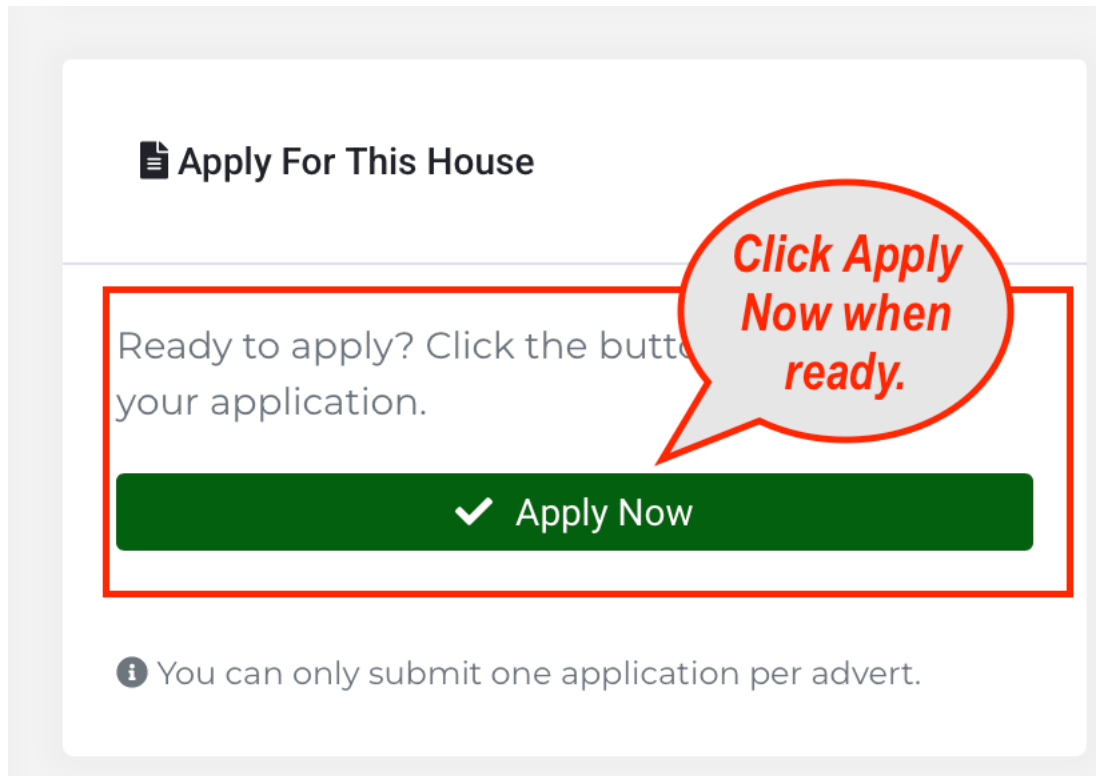 Apply For This House
Click Apply
Now when
ready.
Ready to apply? Click the
your application.
Apply Now
You can only submit one application per advert.